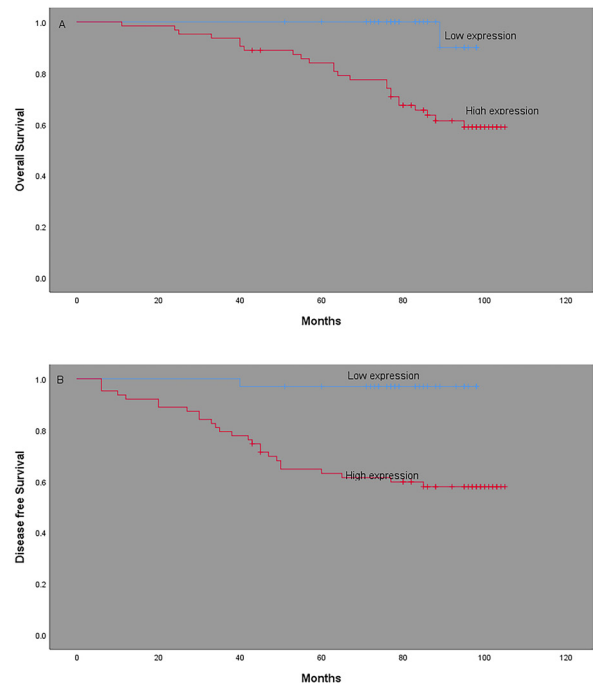 A
1.0
0.8
0.6
0.4
0.2
0.0
Overall Survival
Low expression
High expression
0 20 40 60 80 100 120
Months
B
1.0
0.8
0.6
0.4
0.2
0.0
Disease free Survival
Low expression
High expression
0 20 40 60 80 100 120
Months